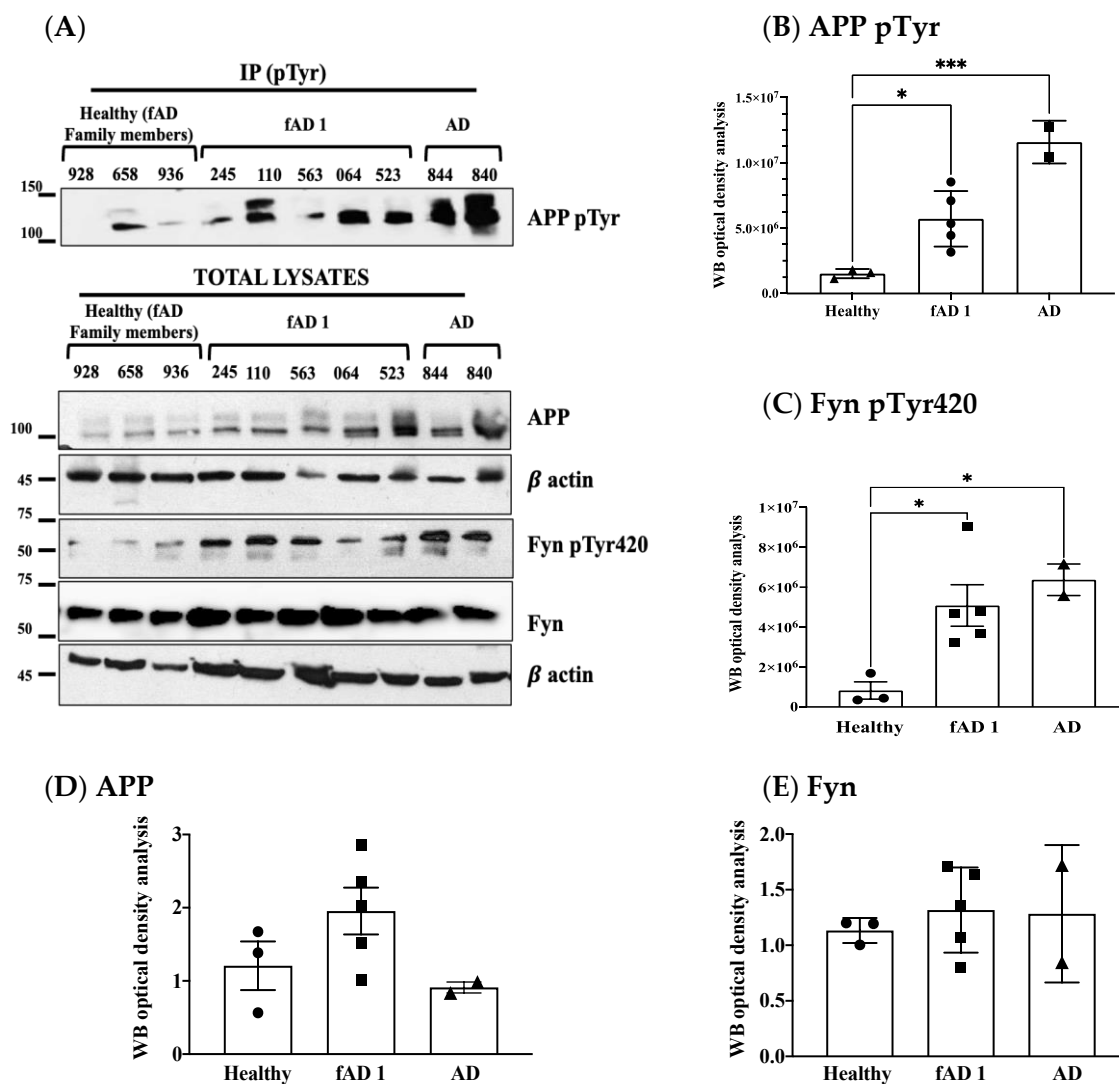 (A)
IP (pTyr)
Healthy (fAD
Family members)
fAD 1
AD
928 658 936 245 110 563 064 523 844 840
150
100
APP pTyr
TOTAL LYSATES
Healthy (fAD
Family members)
fAD 1
AD
928 658 936 245 110 563 064 523 844 840
100
APP
45
β actin
75
50
Fyn pTyr420
75
50
Fyn
45
β actin
(B) APP pTyr
WB optical density analysis
1.5×10⁷
1.0×10⁷
5.0×10⁶
0.0
*
***
Healthy fAD 1 AD
(C) Fyn pTyr420
WB optical density analysis
1×10⁷
8×10⁶
6×10⁶
4×10⁶
2×10⁶
0
*
*
Healthy fAD 1 AD
(D) APP
WB optical density analysis
3
2
1
0
Healthy fAD 1 AD
(E) Fyn
WB optical density analysis
2.0
1.5
1.0
0.5
0.0
Healthy fAD 1 AD